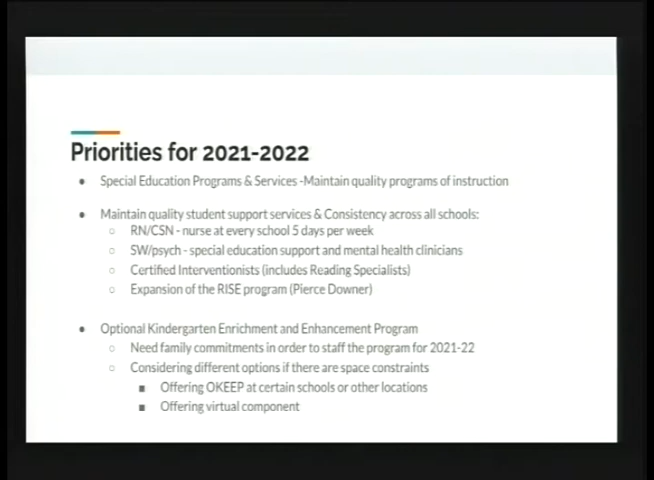 Priorities for 2021-2022
● Special Education Programs & Services -Maintain quality programs of instruction
● Maintain quality student support services & Consistency across all schools:
○ RN/CSN - nurse at every school 5 days per week
○ SW/psych - special education support and mental health clinicians
○ Certified Interventionists (includes Reading Specialists)
○ Expansion of the RISE program (Pierce Downer)
● Optional Kindergarten Enrichment and Enhancement Program
○ Need family commitments in order to staff the program for 2021-22
○ Considering different options if there are space constraints
■ Offering OKEEP at certain schools or other locations
■ Offering virtual component